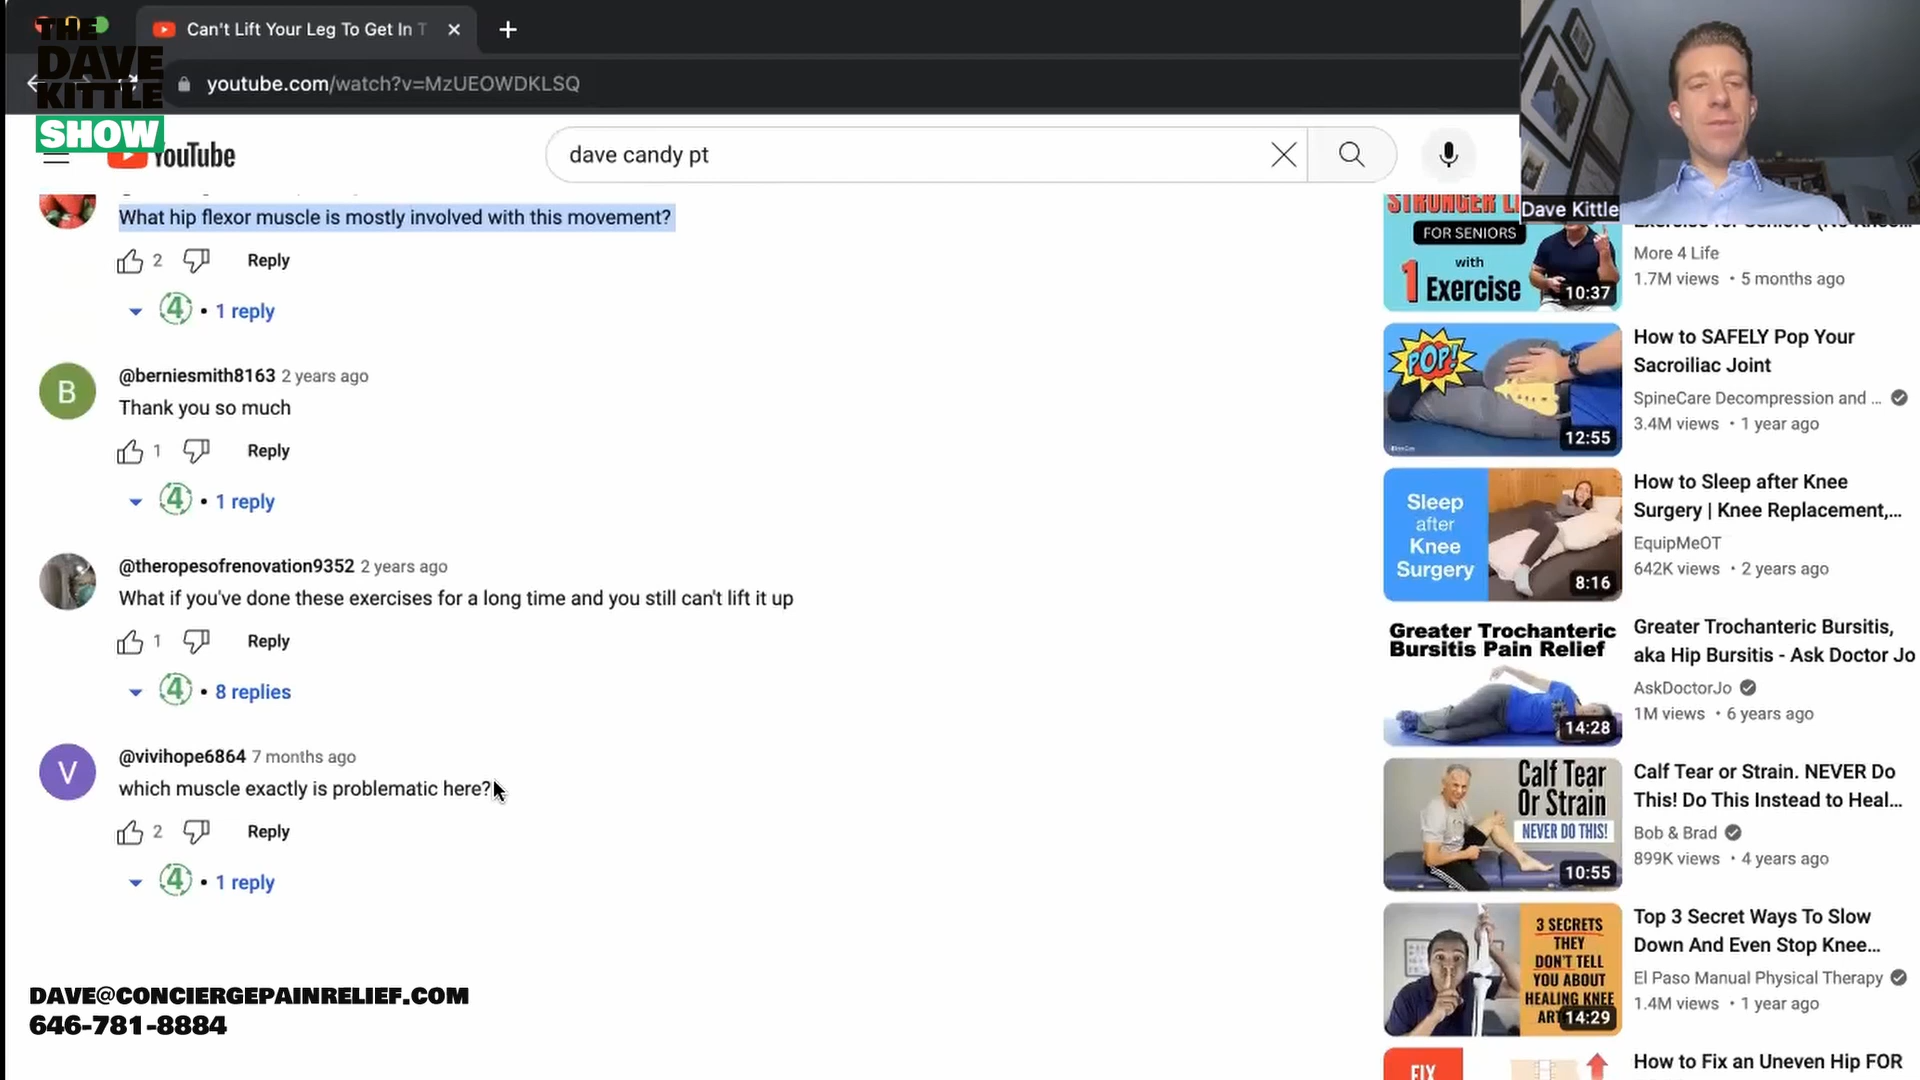 THE
DAVE
KITTLE
SHOW
Can't Lift Your Leg To Get In T
youtube.com/watch?v=MzUEOWDKLSQ
YouTube
dave candy pt
Dave Kittle
What hip flexor muscle is mostly involved with this movement?
2
Reply
4
• 1 reply
B
@berniesmith8163 2 years ago
Thank you so much
1
Reply
4
• 1 reply
@theropesofrenovation9352 2 years ago
What if you've done these exercises for a long time and you still can't lift it up
1
Reply
4
• 8 replies
V
@vivihope6864 7 months ago
which muscle exactly is problematic here?
2
Reply
4
• 1 reply
DAVE@CONCIERGEPAINRELIEF.COM
646-781-8884
FOR SENIORS
with
1 Exercise
10:37
More 4 Life
1.7M views • 5 months ago
POP!
12:55
How to SAFELY Pop Your
Sacroiliac Joint
SpineCare Decompression and ...
3.4M views • 1 year ago
Sleep
after
Knee
Surgery
8:16
How to Sleep after Knee
Surgery | Knee Replacement,...
EquipMeOT
642K views • 2 years ago
Greater Trochanteric
Bursitis Pain Relief
14:28
Greater Trochanteric Bursitis,
aka Hip Bursitis - Ask Doctor Jo
AskDoctorJo
1M views • 6 years ago
Calf Tear
Or Strain
NEVER DO THIS!
10:55
Calf Tear or Strain. NEVER Do
This! Do This Instead to Heal...
Bob & Brad
899K views • 4 years ago
3 SECRETS
THEY
DON'T TELL
YOU ABOUT
HEALING KNEE
14:29
Top 3 Secret Ways To Slow
Down And Even Stop Knee...
El Paso Manual Physical Therapy
1.4M views • 1 year ago
FIX
How to Fix an Uneven Hip FOR